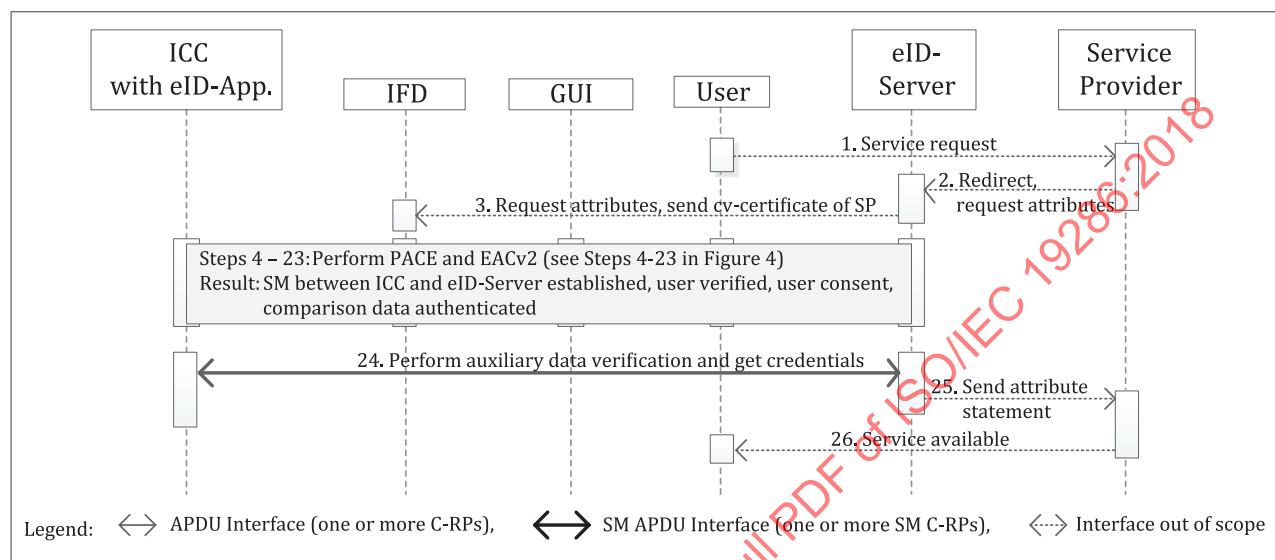 ICC
with eID-App.
IFD
GUI
User
eID-
Server
Service
Provider
1. Service request
2. Redirect,
request attributes
3. Request attributes, send cv-certificate of SP
Steps 4 – 23: Perform PACE and EACv2 (see Steps 4-23 in Figure 4)
Result: SM between ICC and eID-Server established, user verified, user consent,
comparison data authenticated
24. Perform auxiliary data verification and get credentials
25. Send attribute
statement
26. Service available
Legend: APDU Interface (one or more C-RPs), SM APDU Interface (one or more SM C-RPs), Interface out of scope
full PDF of ISO/IEC 19286:2018